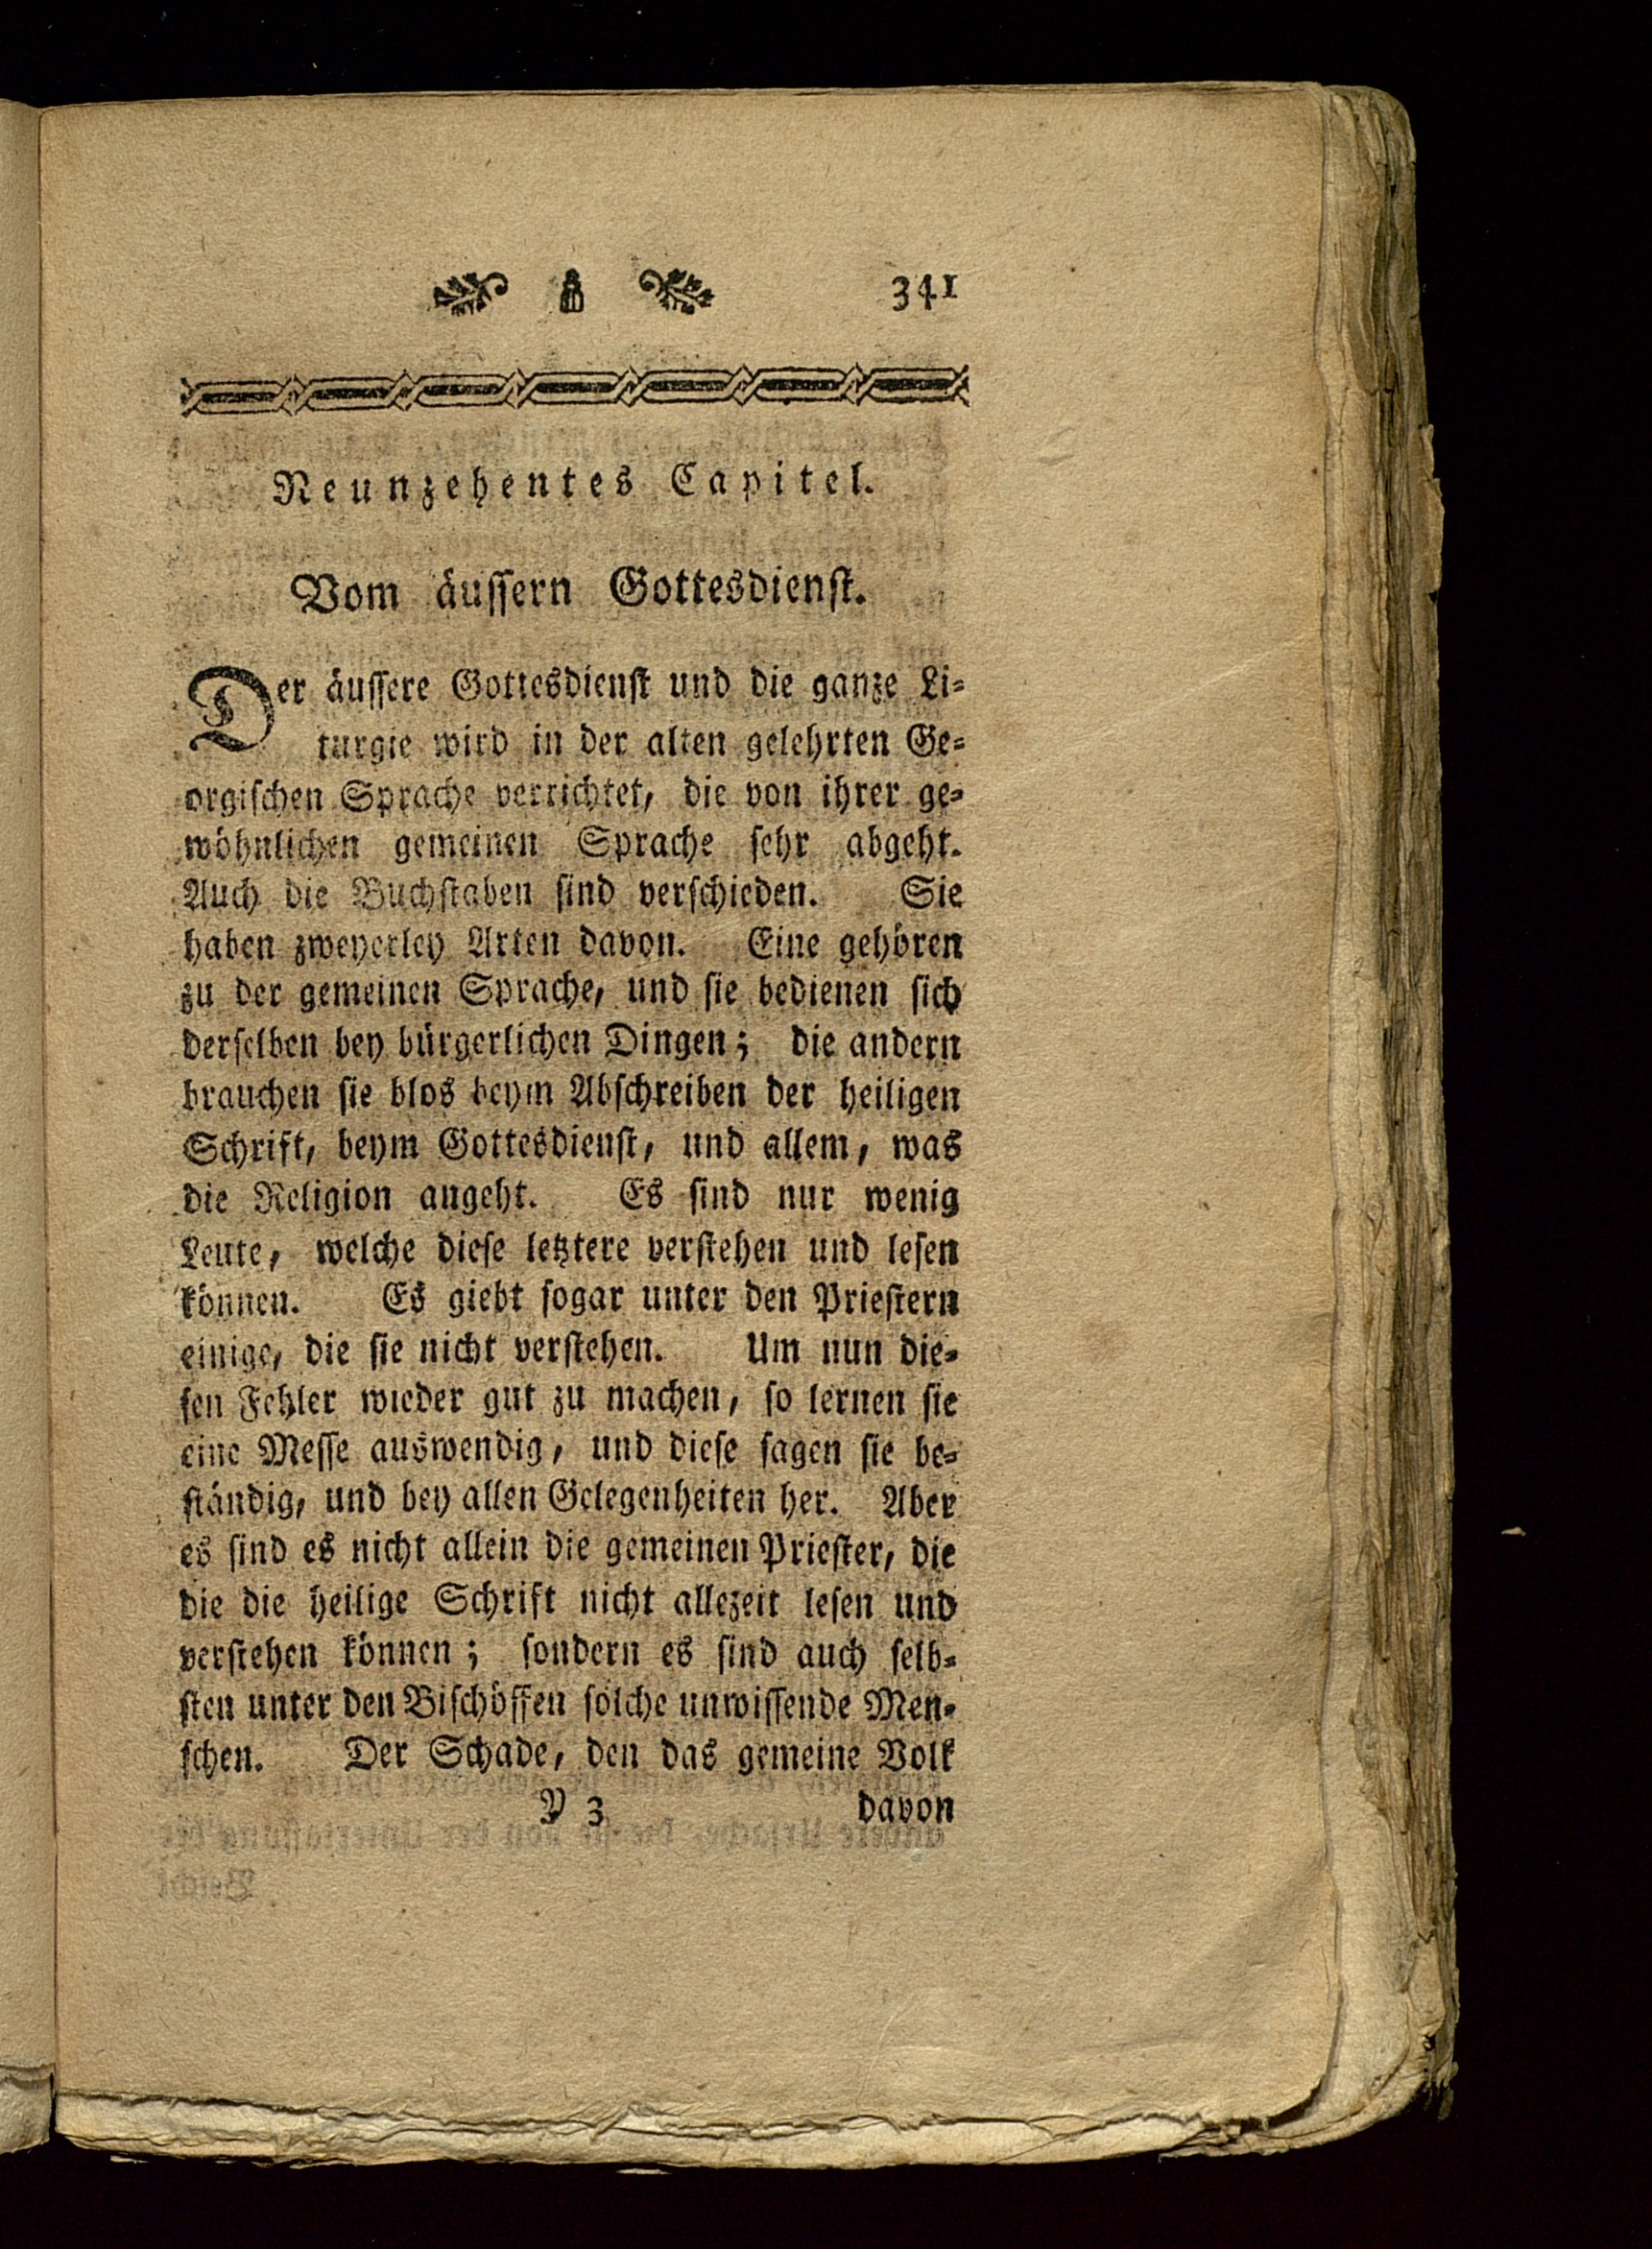 341
Neunzehentes Capitel.
Vom äussern Gottesdienst.
Der äussere Gottesdienst und die ganze Li-
turgie wird in der alten gelehrten Ge-
orgischen Sprache verrichtet, die von ihrer ge-
wöhnlichen gemeinen Sprache sehr abgeht.
Auch die Buchstaben sind verschieden. Sie
haben zweyerley Arten davon. Eine gehören
zu der gemeinen Sprache, und sie bedienen sich
derselben bey bürgerlichen Dingen; die andern
brauchen sie blos beym Abschreiben der heiligen
Schrift, beym Gottesdienst, und allem, was
die Religion angeht. Es sind nur wenig
Leute, welche diese letztere verstehen und lesen
können. Es giebt sogar unter den Priestern
einige, die sie nicht verstehen. Um nun die-
sen Fehler wieder gut zu machen, so lernen sie
eine Messe auswendig, und diese sagen sie be-
ständig, und bey allen Gelegenheiten her. Aber
es sind es nicht allein die gemeinen Priester, die
die die heilige Schrift nicht allezeit lesen und
verstehen können; sondern es sind auch selb-
sten unter den Bischöffen solche unwissende Men-
schen. Der Schade, den das gemeine Volk
Y 3 davon